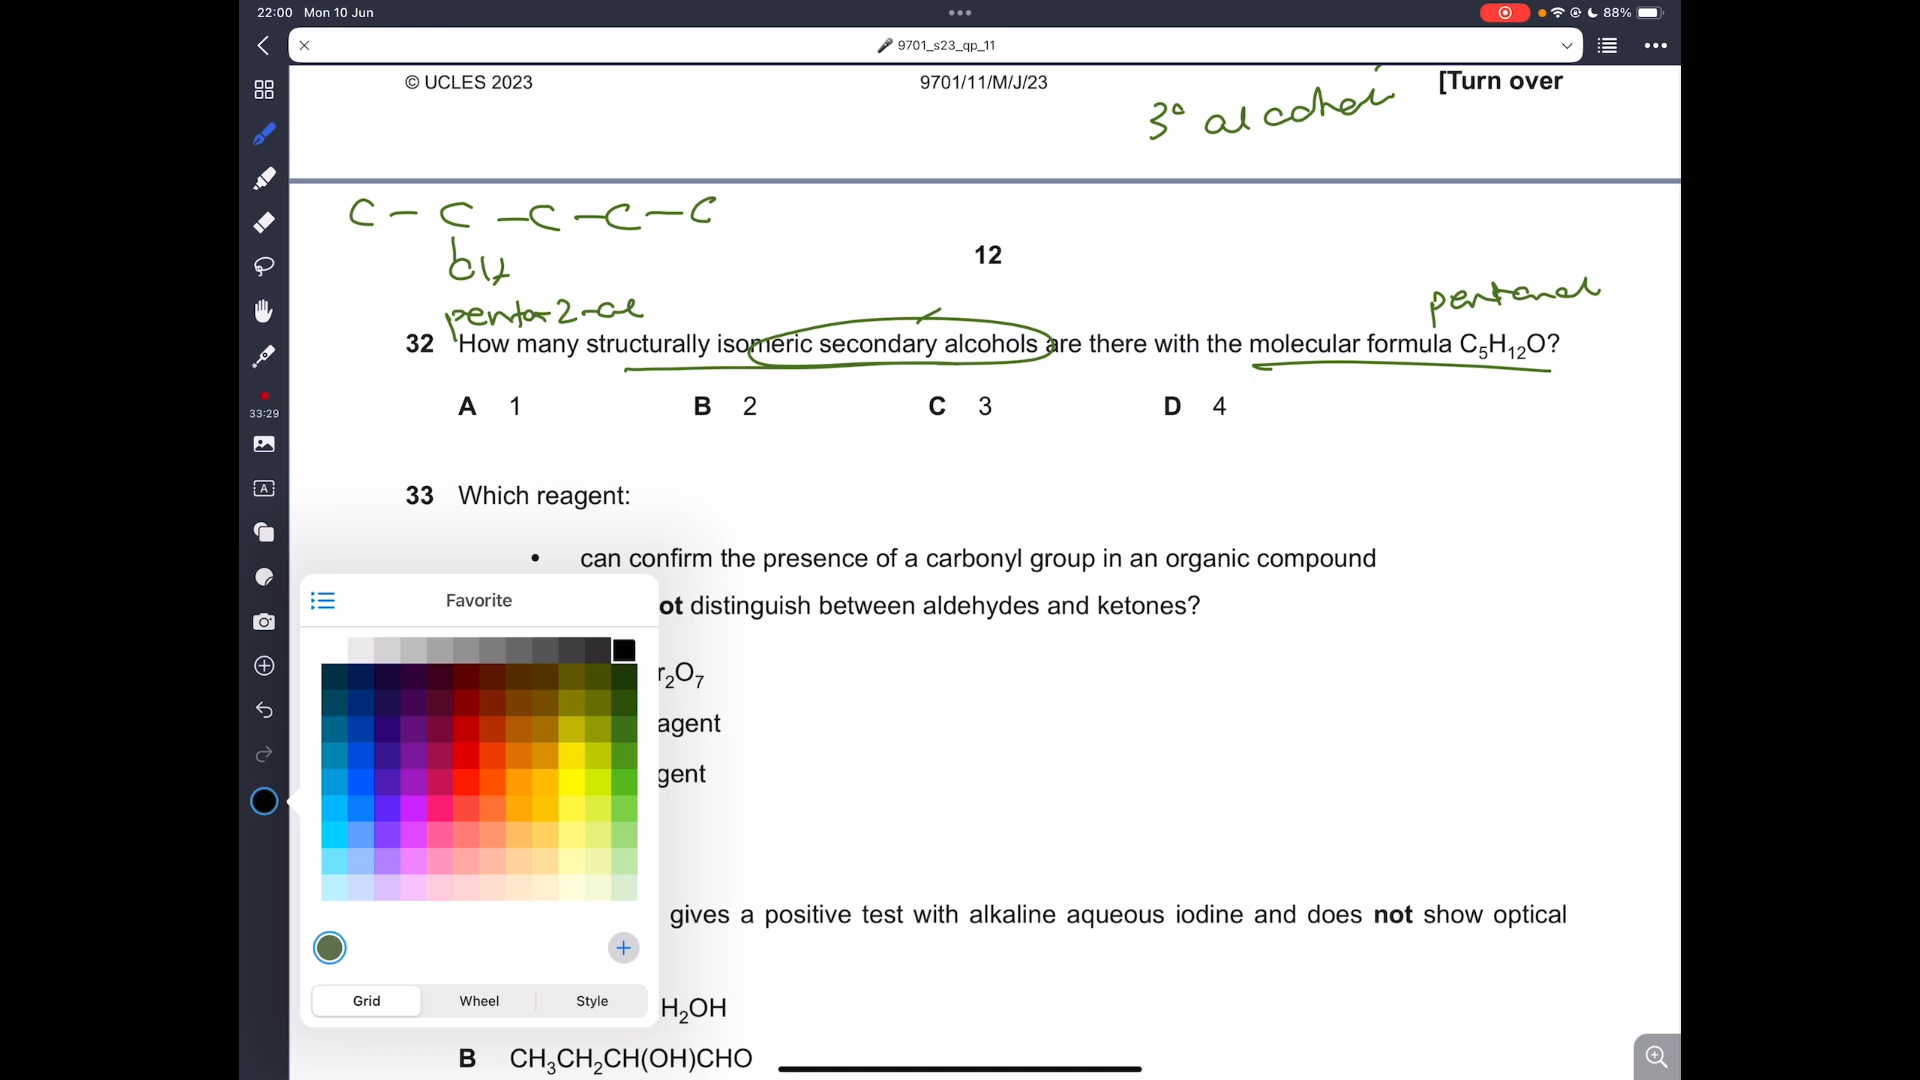 22:00 Mon 10 Jun
88%
9701_s23_qp_11
© UCLES 2023 9701/11/M/J/23 [Turn over
3° alcohol
C - C - C - C - C
OH
12
pentanol
32 How many structurally isomeric secondary alcohols are there with the molecular formula C₅H₁₂O?
A 1 B 2 C 3 D 4
33:29
33 Which reagent:
• can confirm the presence of a carbonyl group in an organic compound
ot distinguish between aldehydes and ketones?
Favorite
r₂O₇
agent
gent
gives a positive test with alkaline aqueous iodine and does not show optical
Grid Wheel Style
H₂OH
B CH₃CH₂CH(OH)CHO